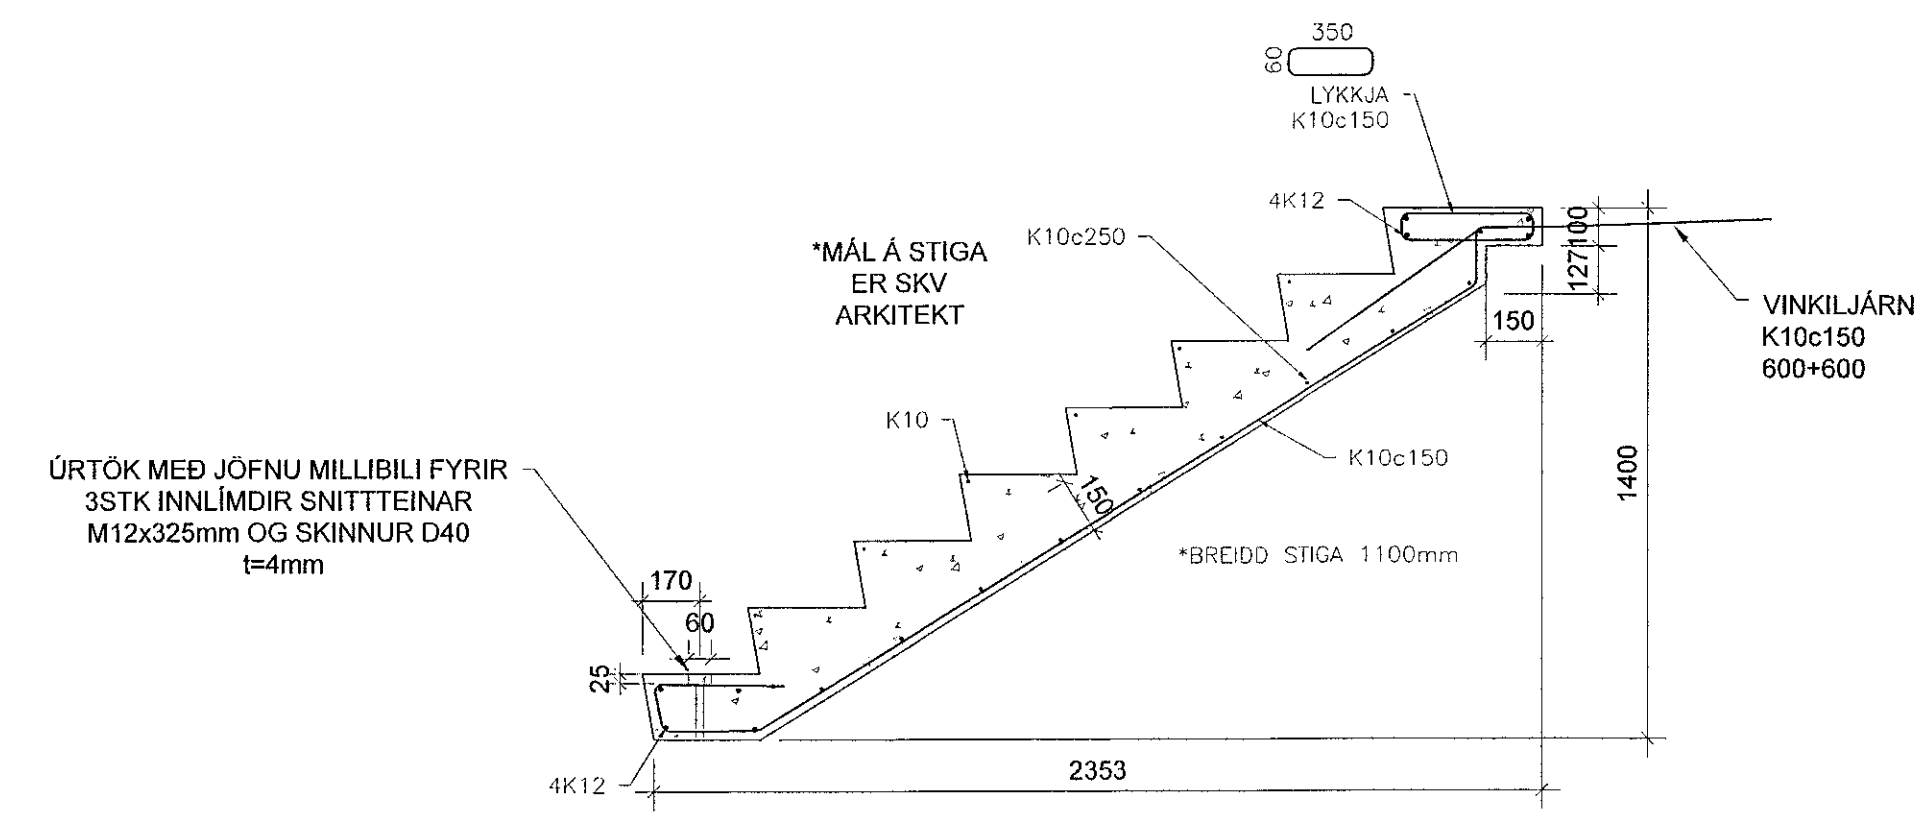 350
60
LYKKJA
K10c150
4K12
K10c250
*MÁL Á STIGA
ER SKV
ARKITEKT
100
127
150
VINKILJÁRN
K10c150
600+600
K10
K10c150
1400
ÚRTÖK MEÐ JÖFNU MILLIBILI FYRIR
3STK INNLÍMDIR SNITTTEINAR
M12x325mm OG SKINNUR D40
t=4mm
150
*BREIDD STIGA 1100mm
170
60
25
4K12
2353